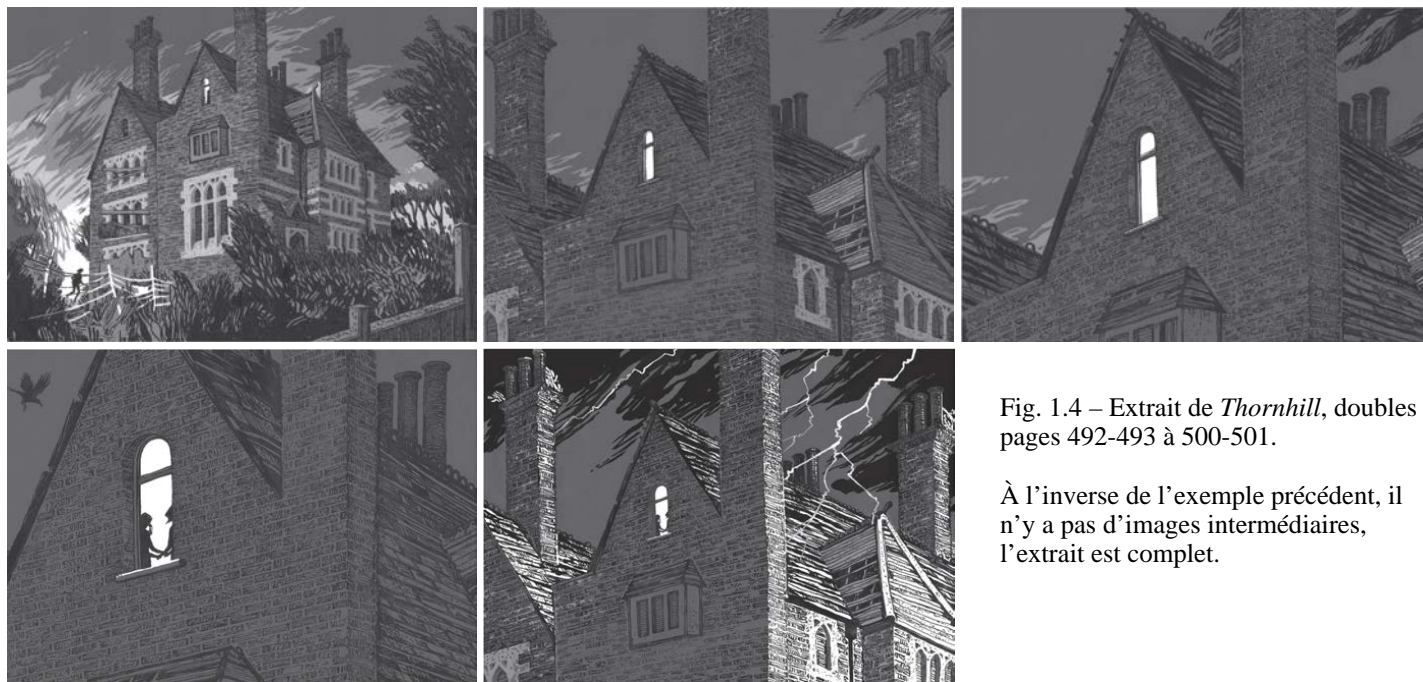 Fig. 1.4 – Extrait de Thornhill, doubles
pages 492-493 à 500-501.
À l’inverse de l’exemple précédent, il
n’y a pas d’images intermédiaires,
l’extrait est complet.